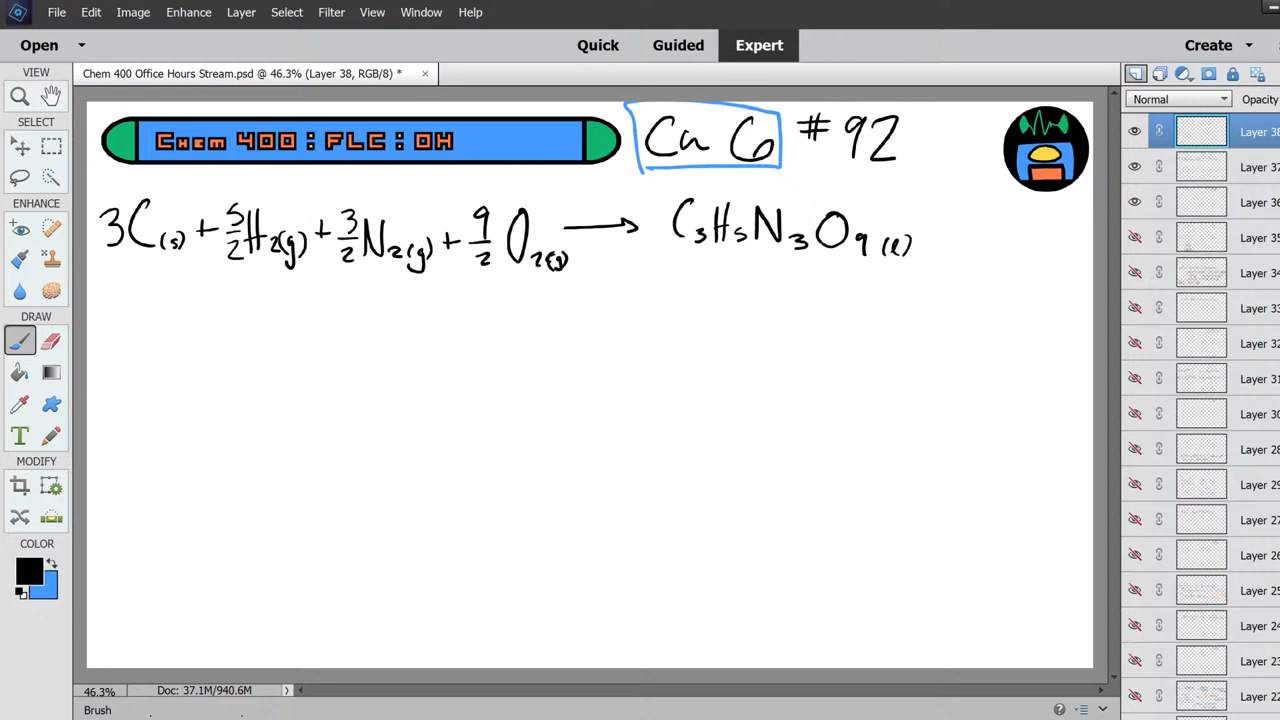 File Edit Image Enhance Layer Select Filter View Window Help
Open Quick Guided Expert Create
VIEW Chem 400 Office Hours Stream.psd @ 46.3% (Layer 38, RGB/8) * ×
Normal Opacity
SELECT
Chem 400:FLC:OH Ch 6 #92
Layer 38
Layer 37
ENHANCE
Layer 36
3C(s) + 5/2 H2(g) + 3/2 N2(g) + 9/2 O2(g) → C3H5N3O9(l)
Layer 35
Layer 34
DRAW
Layer 33
Layer 32
Layer 31
Layer 30
T
Layer 28
MODIFY
Layer 29
Layer 27
COLOR
Layer 26
Layer 25
Layer 24
Layer 23
46.3% Doc: 37.1M/940.6M
Layer 22
Brush